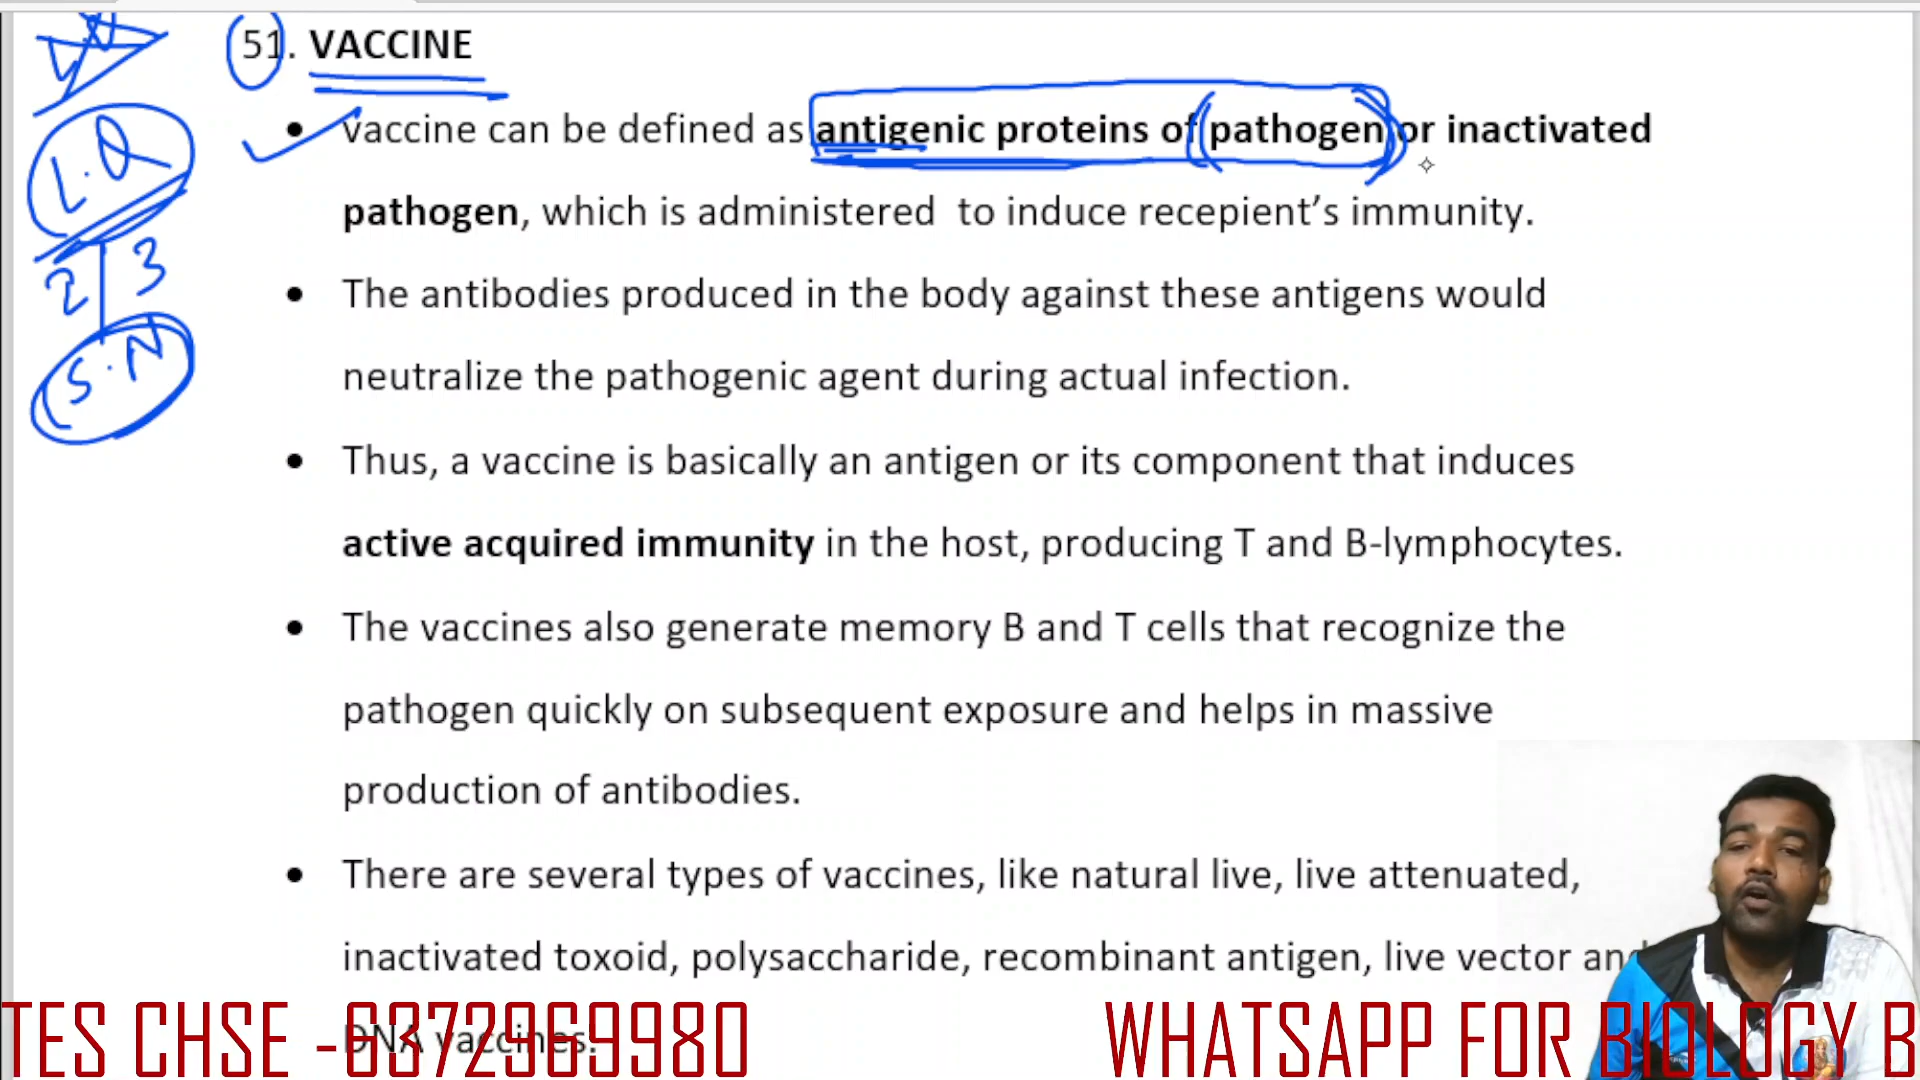 51. VACCINE
L.Q
2 3
S.N
• vaccine can be defined as antigenic proteins of pathogen or inactivated
pathogen, which is administered to induce recepient's immunity.
• The antibodies produced in the body against these antigens would
neutralize the pathogenic agent during actual infection.
• Thus, a vaccine is basically an antigen or its component that induces
active acquired immunity in the host, producing T and B-lymphocytes.
• The vaccines also generate memory B and T cells that recognize the
pathogen quickly on subsequent exposure and helps in massive
production of antibodies.
• There are several types of vaccines, like natural live, live attenuated,
inactivated toxoid, polysaccharide, recombinant antigen, live vector and
DNA vaccines.
TES CHSE -6372969980 WHATSAPP FOR BIOLOGY B